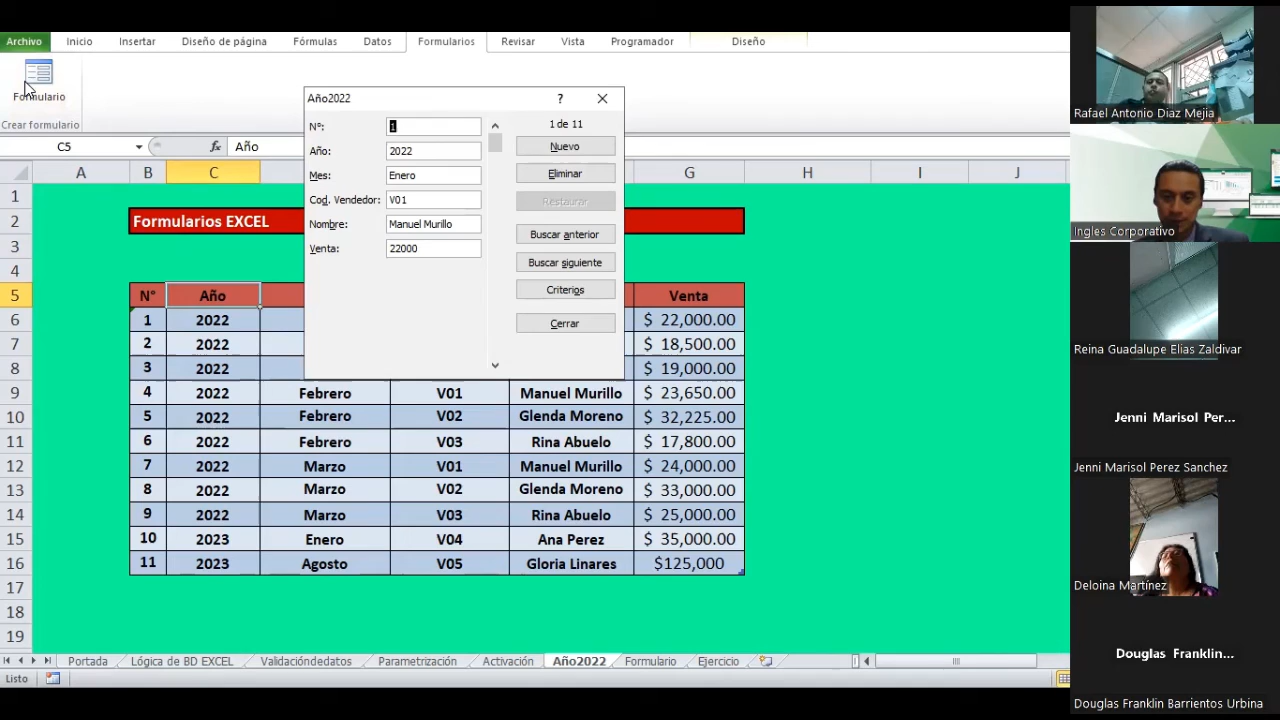 Archivo Inicio Insertar Diseño de página Fórmulas Datos Formularios Revisar Vista Programador Diseño
Formulario
Crear formulario
C5 fx Año
A B C G H I J
Año2022
N°: 1
Año: 2022
Mes: Enero
Cod. Vendedor: V01
Nombre: Manuel Murillo
Venta: 22000
1 de 11
Nuevo
Eliminar
Restaurar
Buscar anterior
Buscar siguiente
Criterios
Cerrar
1
2 Formularios EXCEL
3
4
5 N° Año Venta
6 1 2022 $ 22,000.00
7 2 2022 $ 18,500.00
8 3 2022 $ 19,000.00
9 4 2022 Febrero V01 Manuel Murillo $ 23,650.00
10 5 2022 Febrero V02 Glenda Moreno $ 32,225.00
11 6 2022 Febrero V03 Rina Abuelo $ 17,800.00
12 7 2022 Marzo V01 Manuel Murillo $ 24,000.00
13 8 2022 Marzo V02 Glenda Moreno $ 33,000.00
14 9 2022 Marzo V03 Rina Abuelo $ 25,000.00
15 10 2023 Enero V04 Ana Perez $ 35,000.00
16 11 2023 Agosto V05 Gloria Linares $125,000
17
18
19
Portada Lógica de BD EXCEL Validacióndedatos Parametrización Activación Año2022 Formulario Ejercicio
Listo
Rafael Antonio Diaz Mejia
Ingles Corporativo
Reina Guadalupe Elias Zaldivar
Jenni Marisol Per...
Jenni Marisol Perez Sanchez
Deloina Martínez
Douglas Franklin...
Douglas Franklin Barrientos Urbina